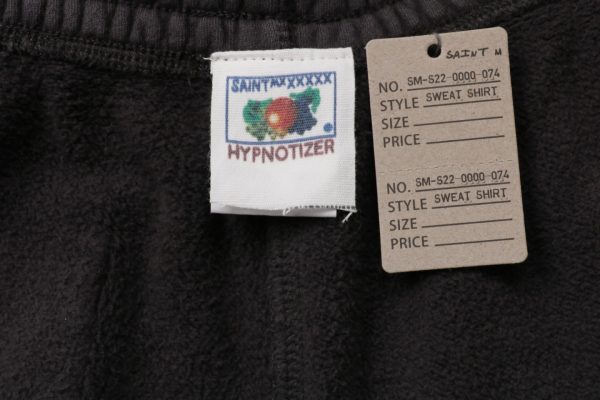 SAINT MXXXXXX
HYPNOTIZER
SAINT M
NO. SM-S22-0000-074
STYLE SWEAT SHIRT
SIZE
PRICE
NO. SM-S22-0000-074
STYLE SWEAT SHIRT
SIZE
PRICE